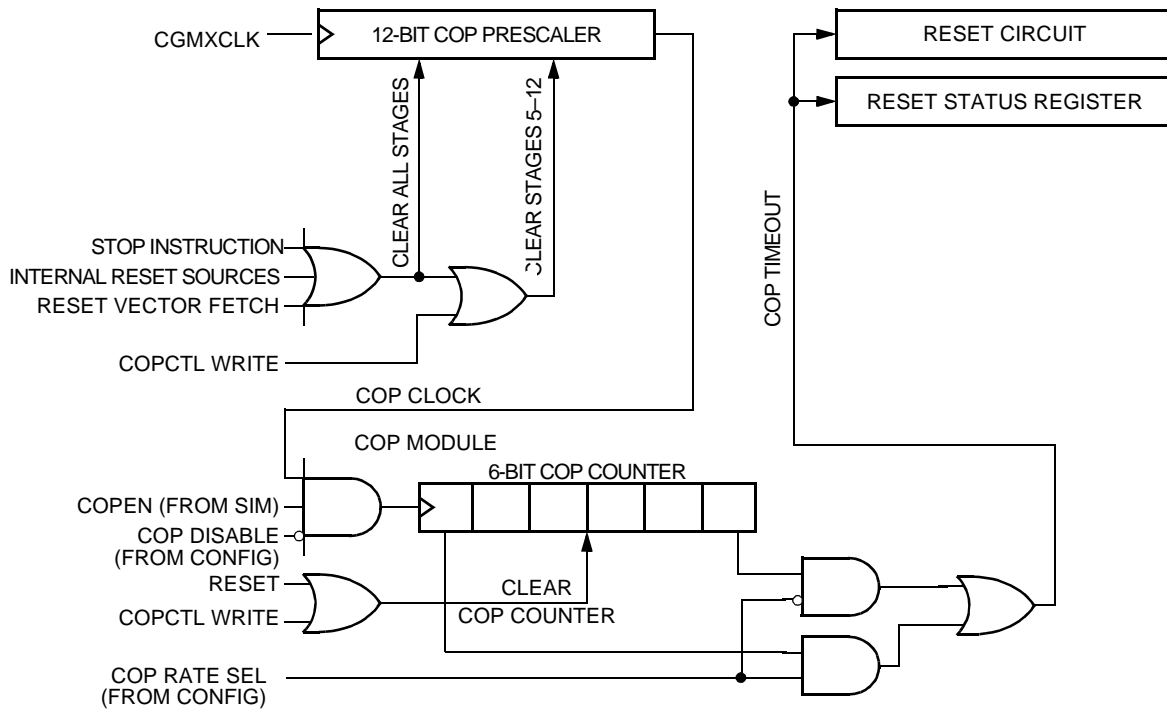 CGMXCLK
12-BIT COP PRESCALER
RESET CIRCUIT
RESET STATUS REGISTER
CLEAR ALL STAGES
CLEAR STAGES 5–12
COP TIMEOUT
STOP INSTRUCTION
INTERNAL RESET SOURCES
RESET VECTOR FETCH
COPCTL WRITE
COP CLOCK
COP MODULE
6-BIT COP COUNTER
COPEN (FROM SIM)
COP DISABLE
(FROM CONFIG)
RESET
COPCTL WRITE
CLEAR
COP COUNTER
COP RATE SEL
(FROM CONFIG)